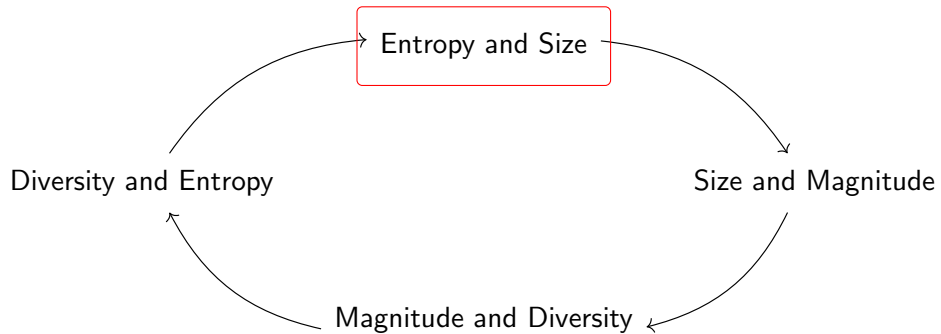 Entropy and Size
Diversity and Entropy
Size and Magnitude
Magnitude and Diversity